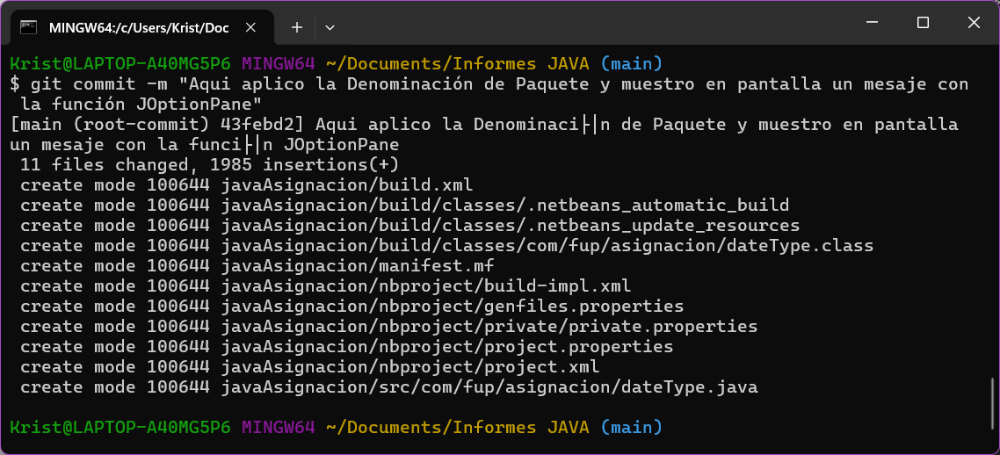 MINGW64:/c/Users/Krist/Doc
Krist@LAPTOP-A40MG5P6 MINGW64 ~/Documents/Informes JAVA (main)
$ git commit -m "Aqui aplico la Denominación de Paquete y muestro en pantalla un mesaje con
 la función JOptionPane"
[main (root-commit) 43febd2] Aqui aplico la Denominaci├│n de Paquete y muestro en pantalla
un mesaje con la funci├│n JOptionPane
 11 files changed, 1985 insertions(+)
 create mode 100644 javaAsignacion/build.xml
 create mode 100644 javaAsignacion/build/classes/.netbeans_automatic_build
 create mode 100644 javaAsignacion/build/classes/.netbeans_update_resources
 create mode 100644 javaAsignacion/build/classes/com/fup/asignacion/dateType.class
 create mode 100644 javaAsignacion/manifest.mf
 create mode 100644 javaAsignacion/nbproject/build-impl.xml
 create mode 100644 javaAsignacion/nbproject/genfiles.properties
 create mode 100644 javaAsignacion/nbproject/private/private.properties
 create mode 100644 javaAsignacion/nbproject/project.properties
 create mode 100644 javaAsignacion/nbproject/project.xml
 create mode 100644 javaAsignacion/src/com/fup/asignacion/dateType.java
Krist@LAPTOP-A40MG5P6 MINGW64 ~/Documents/Informes JAVA (main)